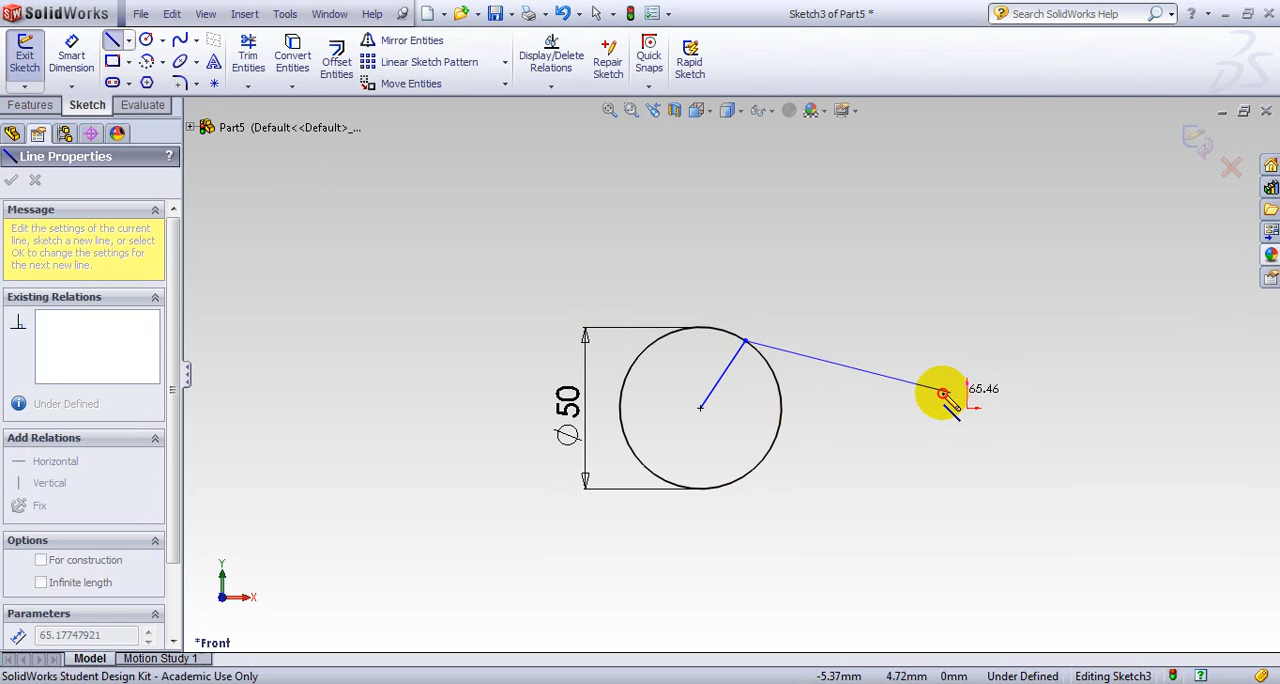 SolidWorks File Edit View Insert Tools Window Help Sketch3 of Part5 * Search SolidWorks Help
Exit Sketch
Smart Dimension
Trim Entities
Convert Entities
Offset Entities
Mirror Entities
Linear Sketch Pattern
Move Entities
Display/Delete Relations
Repair Sketch
Quick Snaps
Rapid Sketch
Features Sketch Evaluate
Part5 (Default<<Default>_...
Line Properties ?
Message
Edit the settings of the current
line, sketch a new line, or select
OK to change the settings for
the next new line.
Existing Relations
Under Defined
Add Relations
Horizontal
Vertical
Fix
Options
For construction
Infinite length
Parameters
65.17747921
Ø 50
65.46
Y
X
*Front
Model Motion Study 1
SolidWorks Student Design Kit - Academic Use Only -5.37mm 4.72mm 0mm Under Defined Editing Sketch3